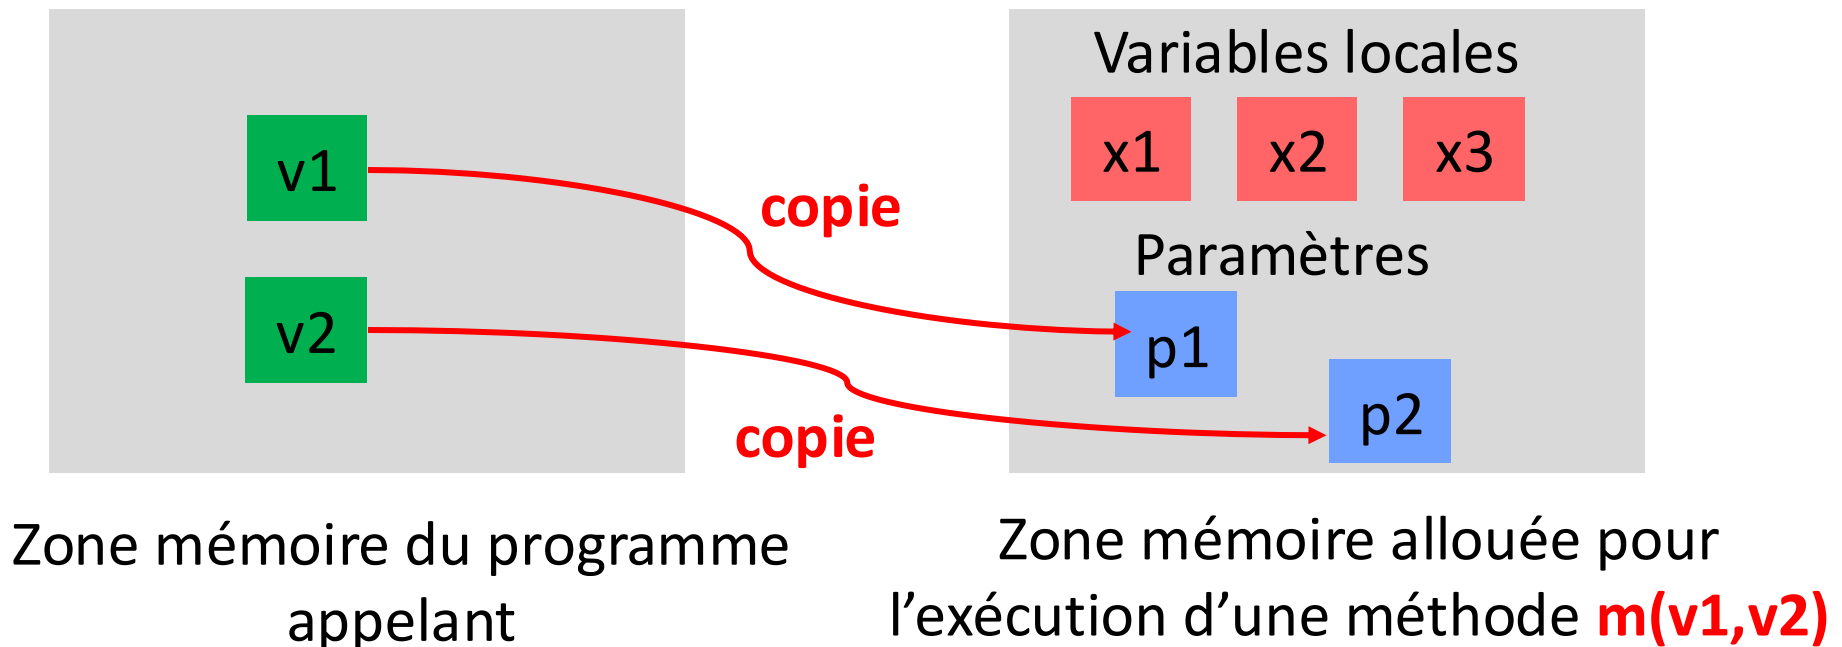 v1
v2
Zone mémoire du programme
appelant
copie
copie
Variables locales
x1 x2 x3
Paramètres
p1
p2
Zone mémoire allouée pour
l’exécution d’une méthode m(v1,v2)